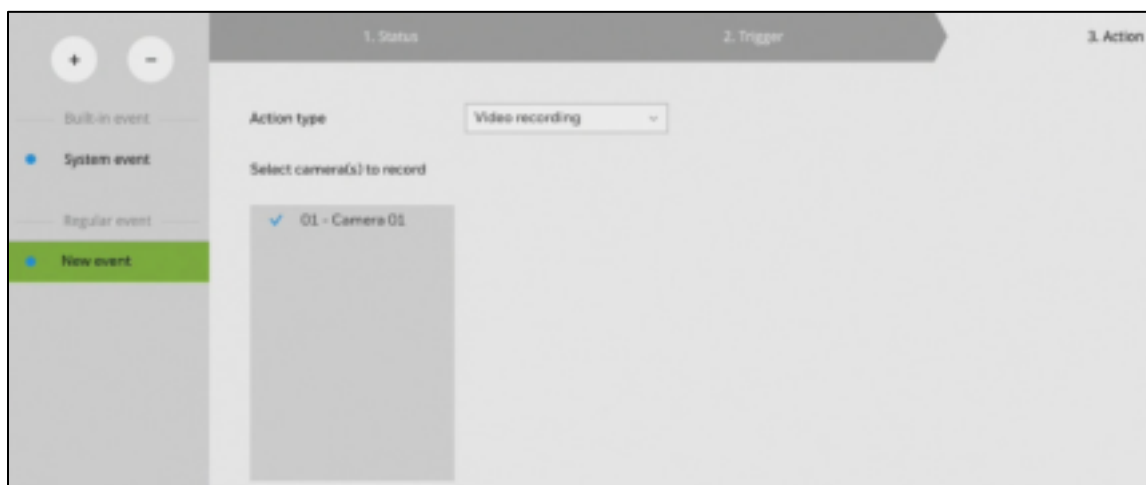 1. Status
2. Trigger
3. Action
+
-
Built-in event
System event
Regular event
New event
Action type
Video recording
Select camera(s) to record
01 - Camera 01